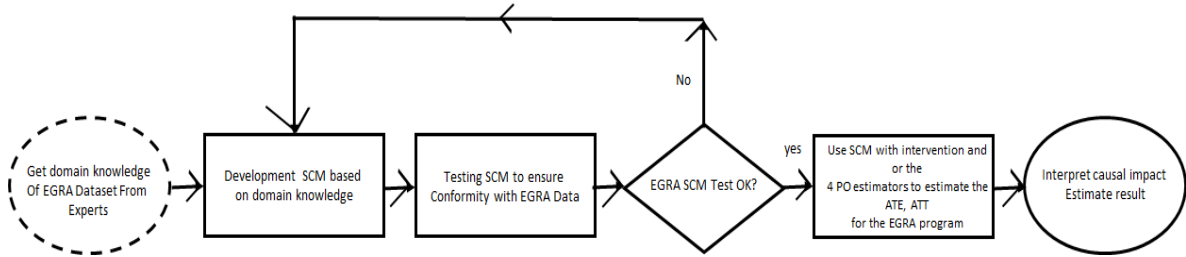 Get domain knowledge
Of EGRA Dataset From
Experts
Development SCM based
on domain knowledge
Testing SCM to ensure
Conformity with EGRA Data
EGRA SCM Test OK?
No
yes
Use SCM with intervention and
or the
4 PO estimators to estimate the
ATE, ATT
for the EGRA program
Interpret causal impact
Estimate result